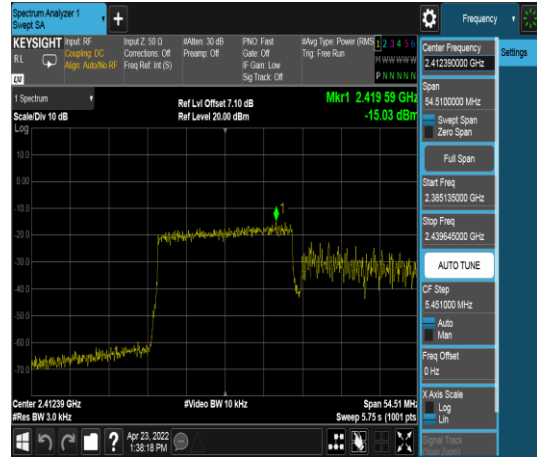 Spectrum Analyzer 1
Swept SA
+
Frequency
KEYSIGHT Input: RF
RL
Coupling: DC
Align: Auto/No RF
LXI
Input Z: 50 Ω
Corrections: Off
Freq Ref: Int (S)
#Atten: 30 dB
Preamp: Off
PNO: Fast
Gate: Off
IF Gain: Low
Sig Track: Off
#Avg Type: Power (RMS
Trig: Free Run
1 2 3 4 5 6
M W W W W W
P N N N N N
1 Spectrum
Scale/Div 10 dB
Ref Lvl Offset 7.10 dB
Ref Level 20.00 dBm
Mkr1 2.419 59 GHz
-15.03 dBm
Log
10.0
0.00
-10.0
-20.0
-30.0
-40.0
-50.0
-60.0
-70.0
1
Center 2.41239 GHz
#Res BW 3.0 kHz
#Video BW 10 kHz
Span 54.51 MHz
Sweep 5.75 s (1001 pts
Apr 23, 2022
1:38:18 PM
?
Center Frequency
2.412390000 GHz
Settings
Span
54.5100000 MHz
Swept Span
Zero Span
Full Span
Start Freq
2.385135000 GHz
Stop Freq
2.439645000 GHz
AUTO TUNE
CF Step
5.451000 MHz
Auto
Man
Freq Offset
0 Hz
X Axis Scale
Log
Lin
Signal Track
(Span Zoom)